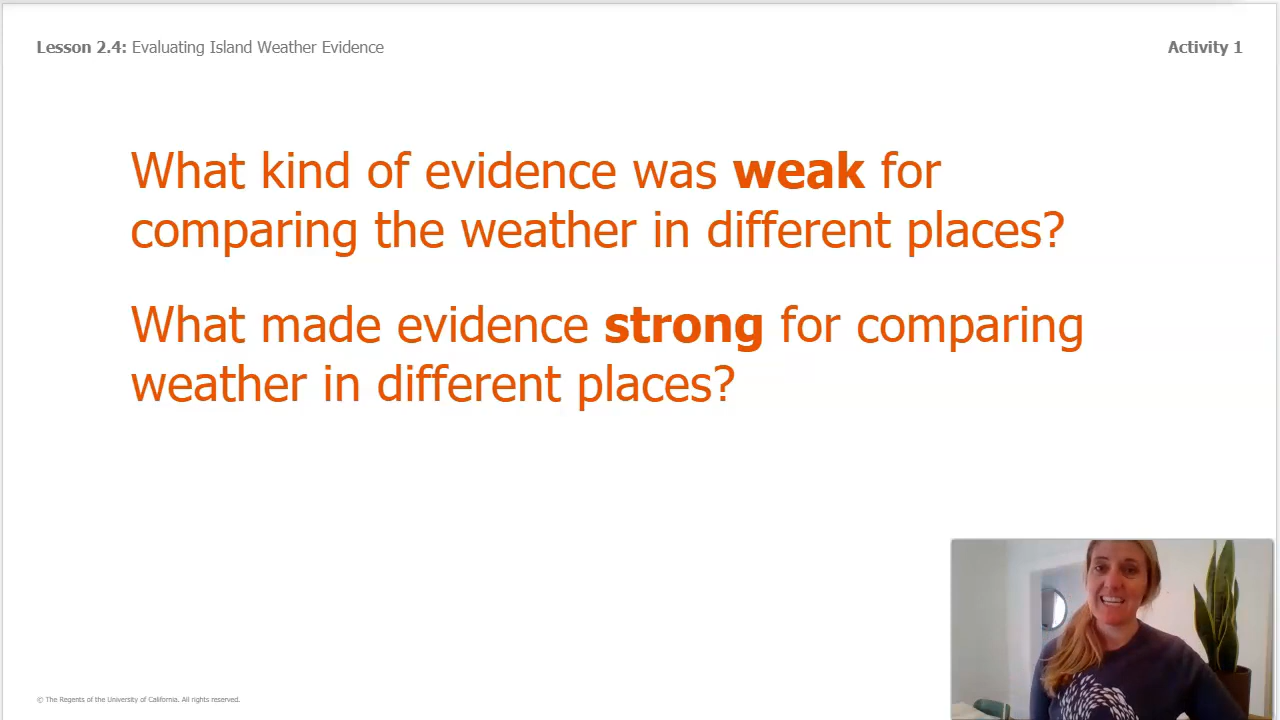 Lesson 2.4: Evaluating Island Weather Evidence
Activity 1
What kind of evidence was weak for
comparing the weather in different places?
What made evidence strong for comparing
weather in different places?
© The Regents of the University of California. All rights reserved.